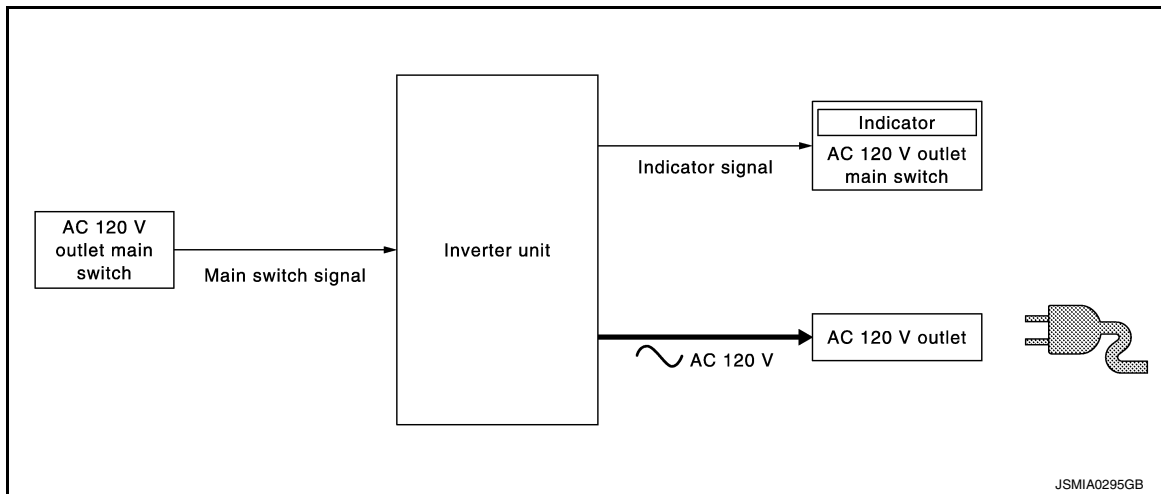 AC 120 V
outlet main
switch
Main switch signal
Inverter unit
Indicator signal
Indicator
AC 120 V outlet
main switch
AC 120 V
AC 120 V outlet
JSMIA0295GB